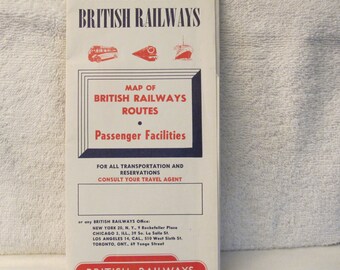 BRITISH RAILWAYS
MAP OF
BRITISH RAILWAYS
ROUTES
•
Passenger Facilities
FOR ALL TRANSPORTATION AND
RESERVATIONS
CONSULT YOUR TRAVEL AGENT
or any BRITISH RAILWAYS Office:
NEW YORK 20, N. Y., 9 Rockefeller Plaza
CHICAGO 3, ILL., 39 So. La Salle St.
LOS ANGELES 14, CAL., 510 West Sixth St.
TORONTO, ONT., 69 Yonge Street
BRITISH RAILWAYS